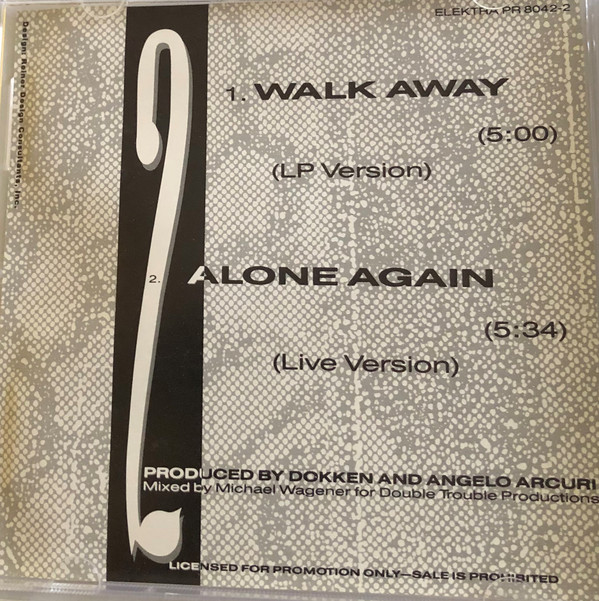 ELEKTRA PR 8042-2
Design: Reiner Design Consultants, Inc.
1. WALK AWAY
(5:00)
(LP Version)
2. ALONE AGAIN
(5:34)
(Live Version)
PRODUCED BY DOKKEN AND ANGELO ARCURI
Mixed by Michael Wagener for Double Trouble Productions
LICENSED FOR PROMOTION ONLY—SALE IS PROHIBITED